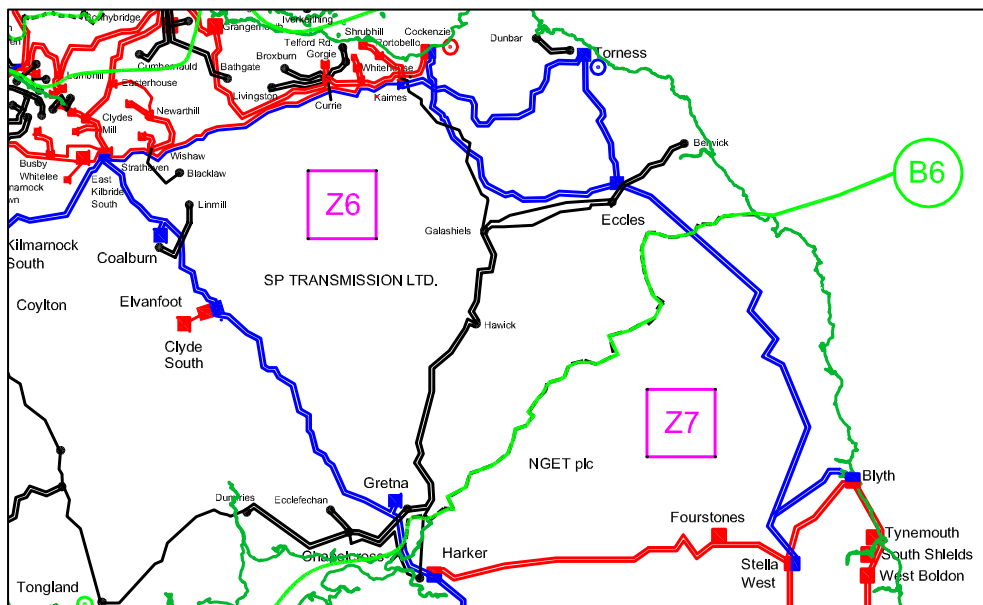 Iverkerthing
Telford Rd.
Gorgie
Shrubhill
Cockenzie
Portobello
Dunbar
Torness
Grangemouth
Broxburn
Whitehouse
Cumbernauld
Bathgate
Easterhouse
Livingston
Currie
Kaimes
Newarthill
Clydes
Mill
Berwick
Busby
Whitelee
Wishaw
Strathaven
Blacklaw
East
Kilbride
South
Linmill
Z6
B6
Eccles
Galashiels
Kilmarnock
South
Coalburn
SP TRANSMISSION LTD.
Coylton
Elvanfoot
Hawick
Clyde
South
Z7
NGET plc
Gretna
Blyth
Dumfries
Ecclefechan
Fourstones
Tynemouth
Chapelcross
Harker
South Shields
Stella
West
West Boldon
Tongland